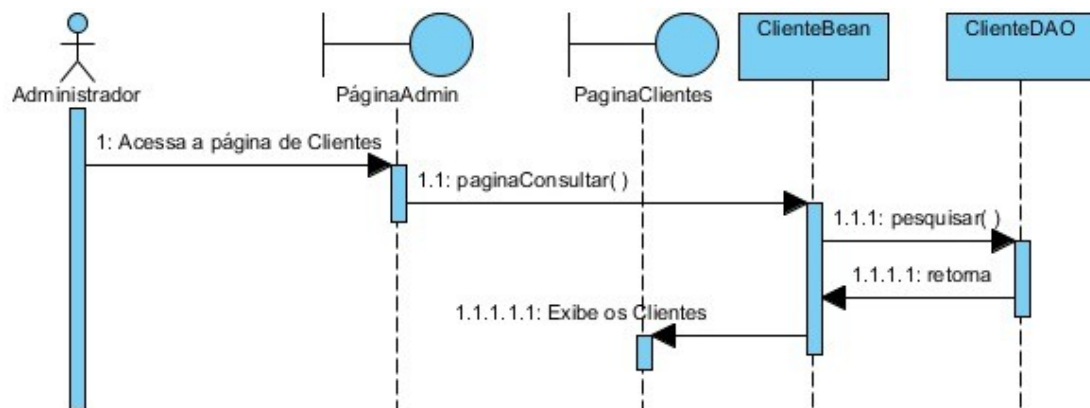 ClienteBean
ClienteDAO
Administrador
PáginaAdmin
PaginaClientes
1: Acessa a página de Clientes
1.1: paginaConsultar( )
1.1.1: pesquisar( )
1.1.1.1: retorna
1.1.1.1.1: Exibe os Clientes